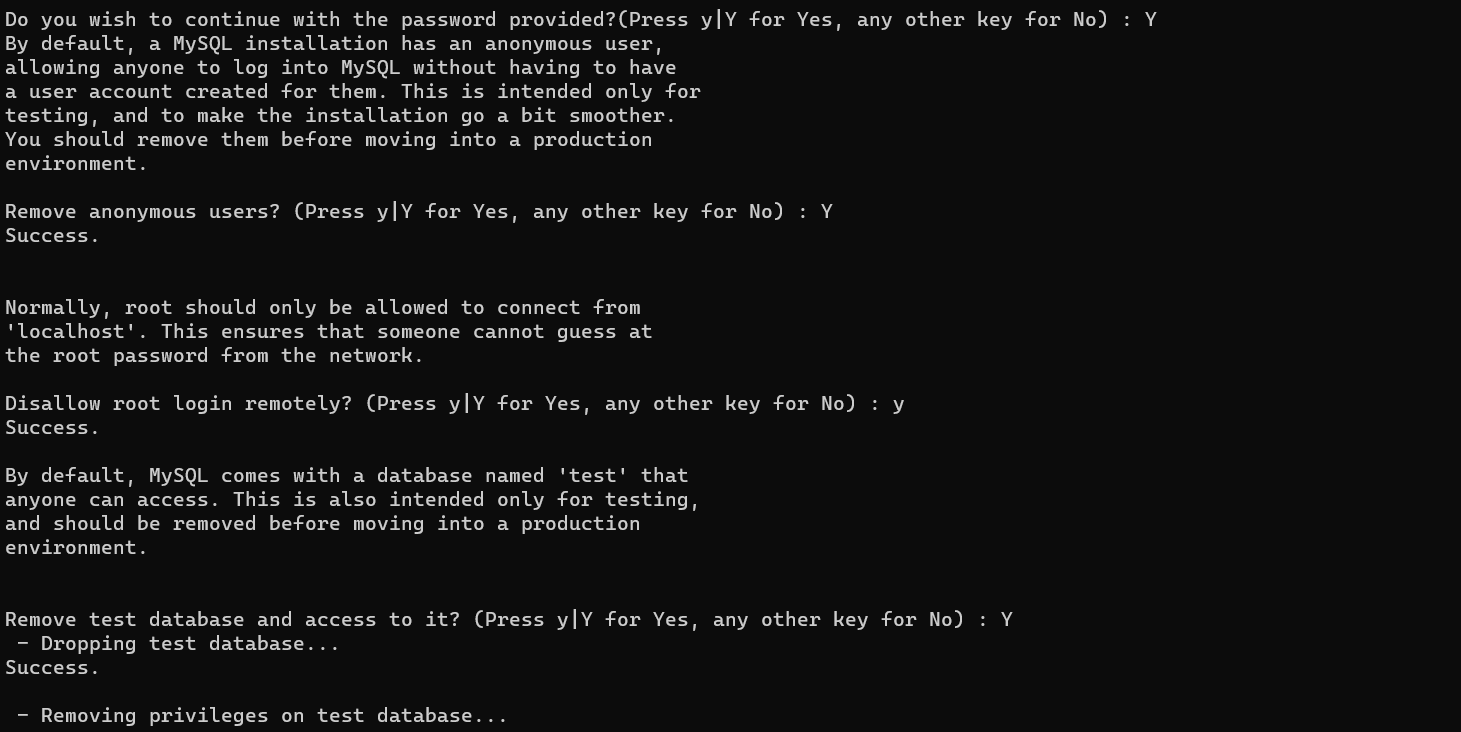 Do you wish to continue with the password provided?(Press y|Y for Yes, any other key for No) : Y
By default, a MySQL installation has an anonymous user,
allowing anyone to log into MySQL without having to have
a user account created for them. This is intended only for
testing, and to make the installation go a bit smoother.
You should remove them before moving into a production
environment.
Remove anonymous users? (Press y|Y for Yes, any other key for No) : Y
Success.
Normally, root should only be allowed to connect from
'localhost'. This ensures that someone cannot guess at
the root password from the network.
Disallow root login remotely? (Press y|Y for Yes, any other key for No) : y
Success.
By default, MySQL comes with a database named 'test' that
anyone can access. This is also intended only for testing,
and should be removed before moving into a production
environment.
Remove test database and access to it? (Press y|Y for Yes, any other key for No) : Y
 - Dropping test database...
Success.
 - Removing privileges on test database...